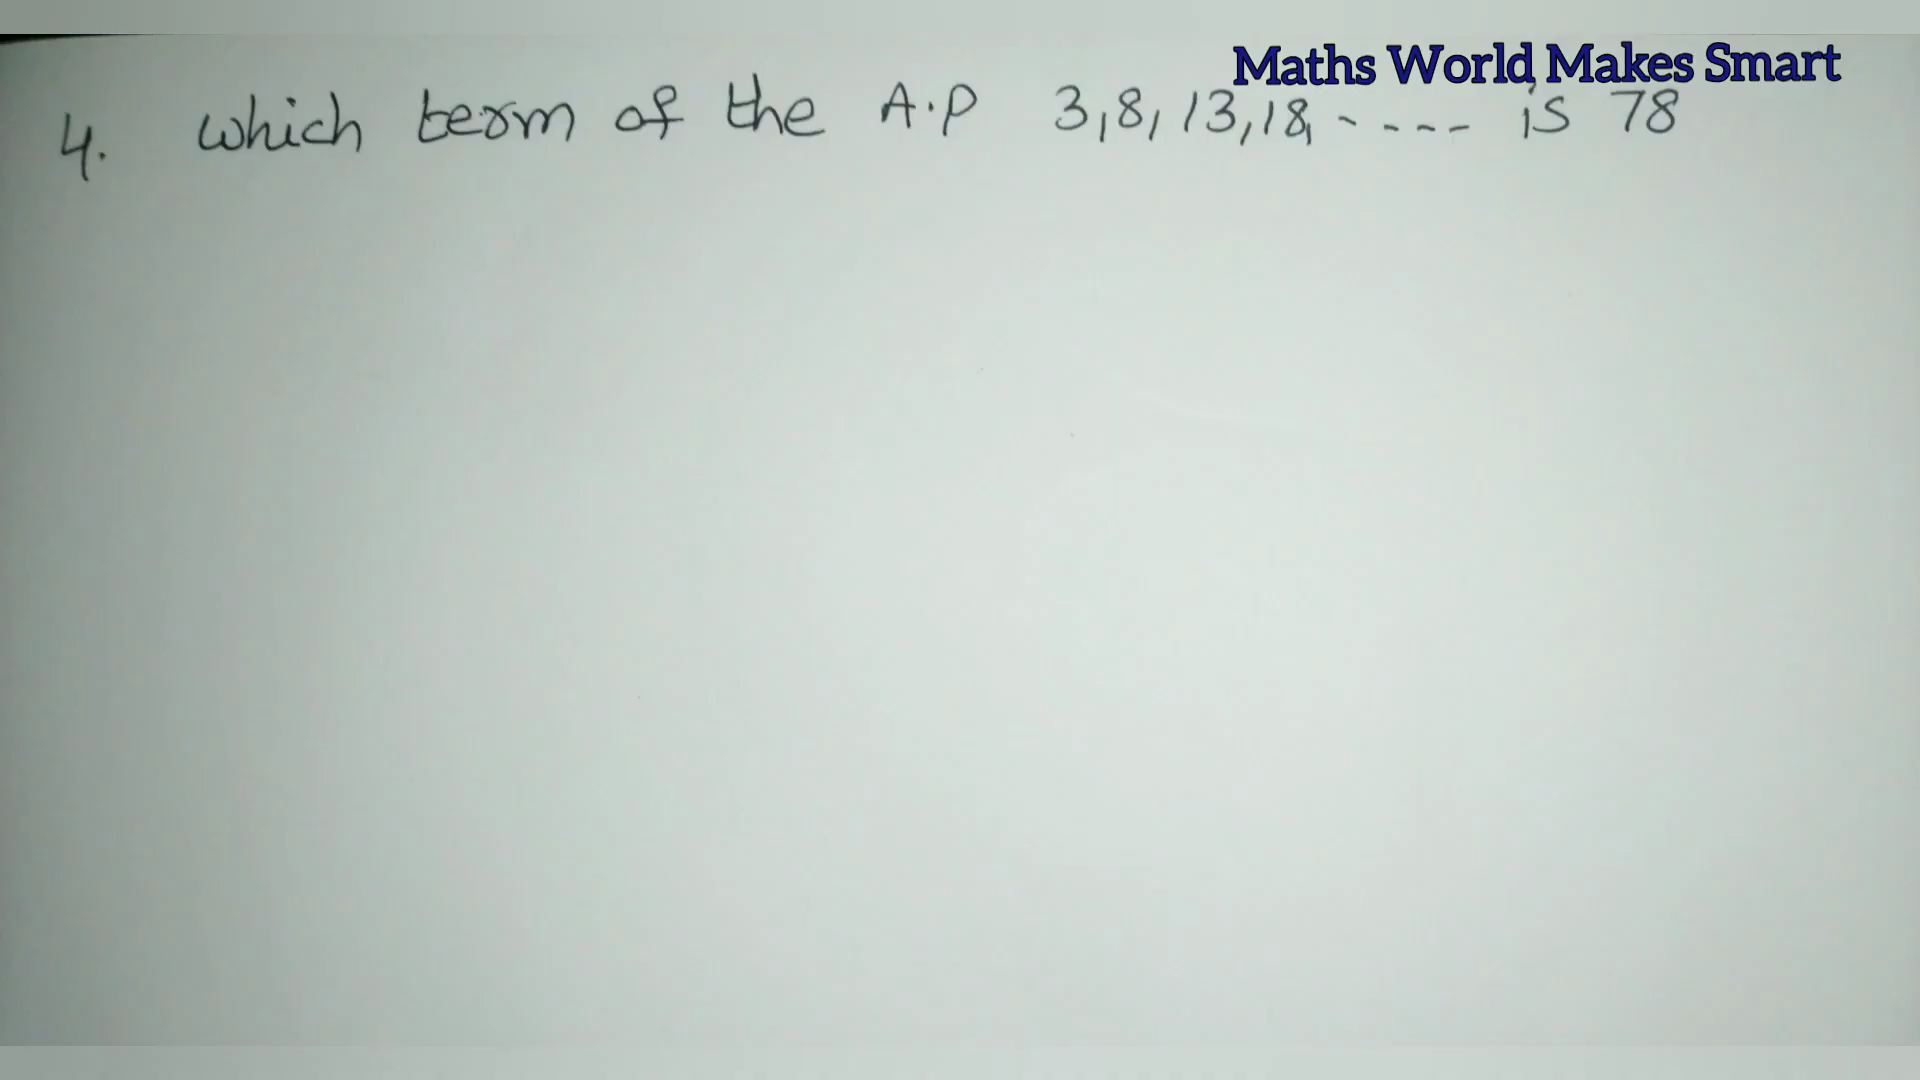 Maths World Makes Smart
4. which term of the A.P 3,8,13,18, ----- is 78